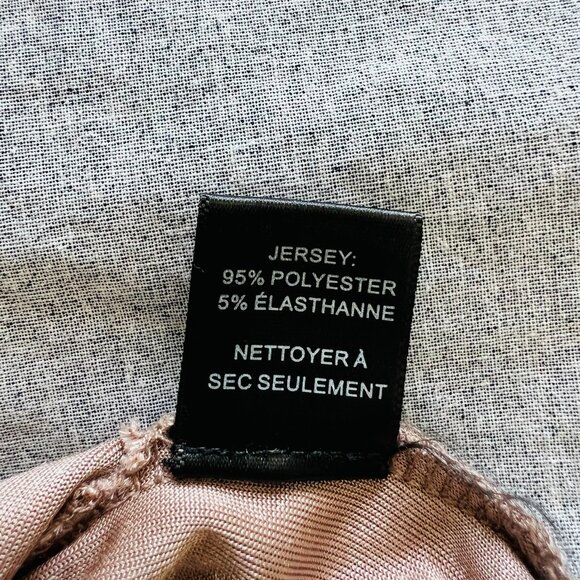 JERSEY:
95% POLYESTER
5% ÉLASTHANNE
NETTOYER À
SEC SEULEMENT